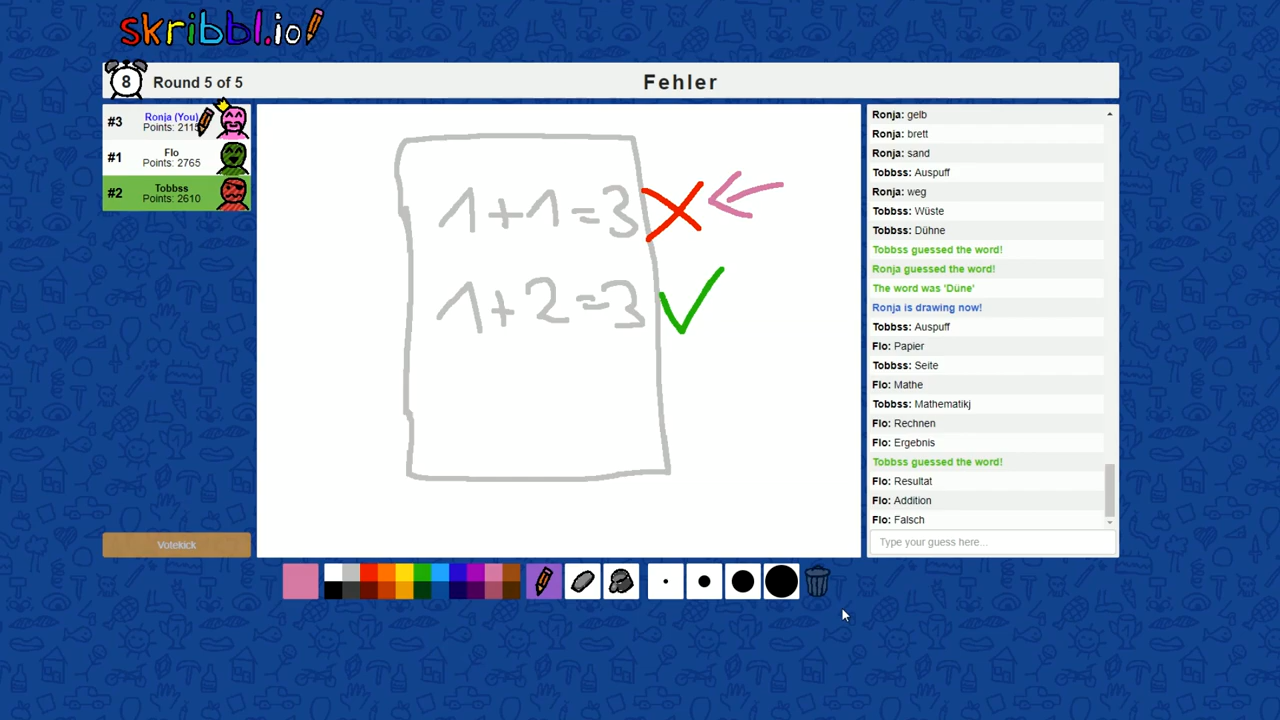 skribbl.io
8
Round 5 of 5
Fehler
#3
Ronja (You)
Points: 2115
#1
Flo
Points: 2765
#2
Tobbss
Points: 2610
Votekick
1+1=3
1+2=3
Ronja: gelb
Ronja: brett
Ronja: sand
Tobbss: Auspuff
Ronja: weg
Tobbss: Wüste
Tobbss: Dühne
Tobbss guessed the word!
Ronja guessed the word!
The word was 'Düne'
Ronja is drawing now!
Tobbss: Auspuff
Flo: Papier
Tobbss: Seite
Flo: Mathe
Tobbss: Mathematikj
Flo: Rechnen
Flo: Ergebnis
Tobbss guessed the word!
Flo: Resultat
Flo: Addition
Flo: Falsch
Type your guess here...